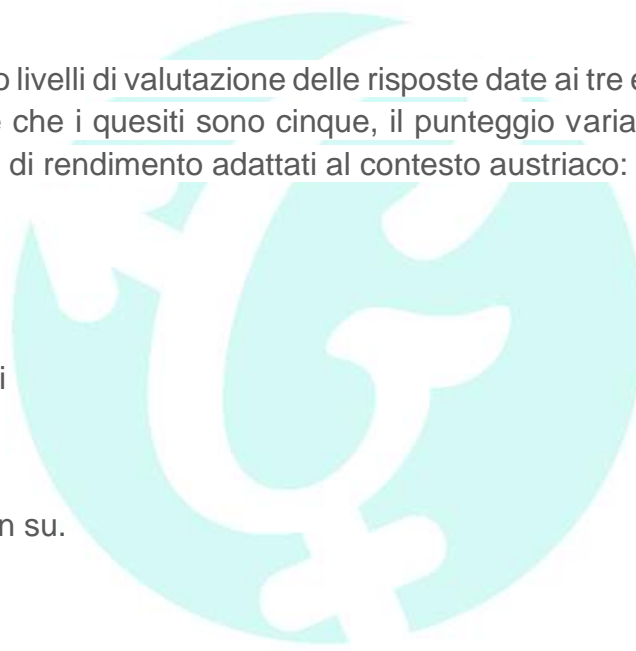 o livelli di valutazione delle risposte date ai tre e
e che i quesiti sono cinque, il punteggio varia
di rendimento adattati al contesto austriaco:
i
n su.